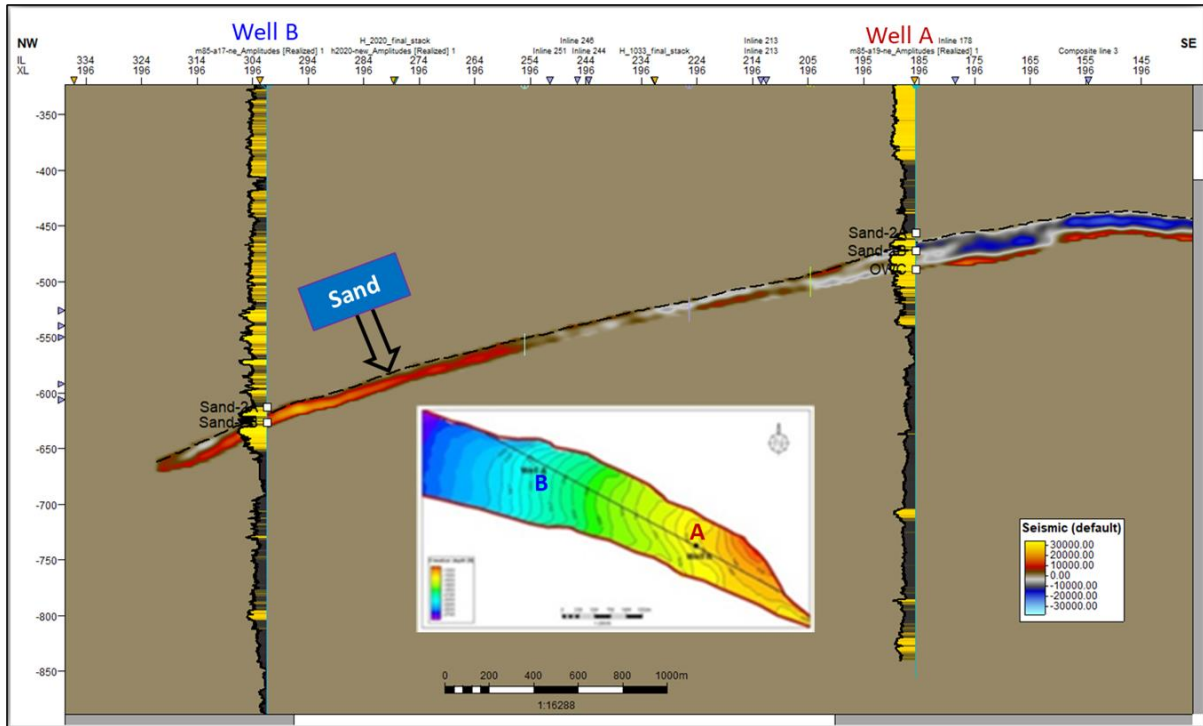 Well B
Well A
NW
SE
H_2020_final_stack
Inline 246
Inline 213
Inline 178
m85-a17-ne_Amplitudes [Realized] 1
h2020-new_Amplitudes [Realized] 1
Inline 251
Inline 244
H_1033_final_stack
Inline 213
m85-a19-ne_Amplitudes [Realized] 1
Composite line 3
IL 334 324 314 304 294 284 274 264 254 244 234 224 214 205 195 185 175 165 155 145
XL 196 196 196 196 196 196 196 196 196 196 196 196 196 196 196 196 196 196 196 196
-350
-400
-450
Sand-2A
Sand-2B
-500
OWC
Sand
-550
-600
Sand-2A
-650
-700
-750
-800
-850
B
A
Seismic (default)
30000.00
20000.00
10000.00
0.00
-10000.00
-20000.00
-30000.00
0 200 400 600 800 1000m
1:16288